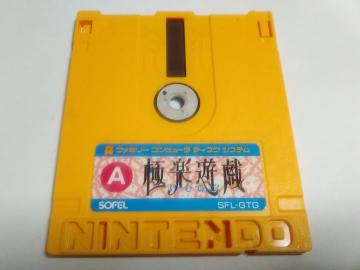 ファミリー コンピュータ ディスク システム
A
極楽遊戯
SOFEL
SFL-GTG
NINTENDO